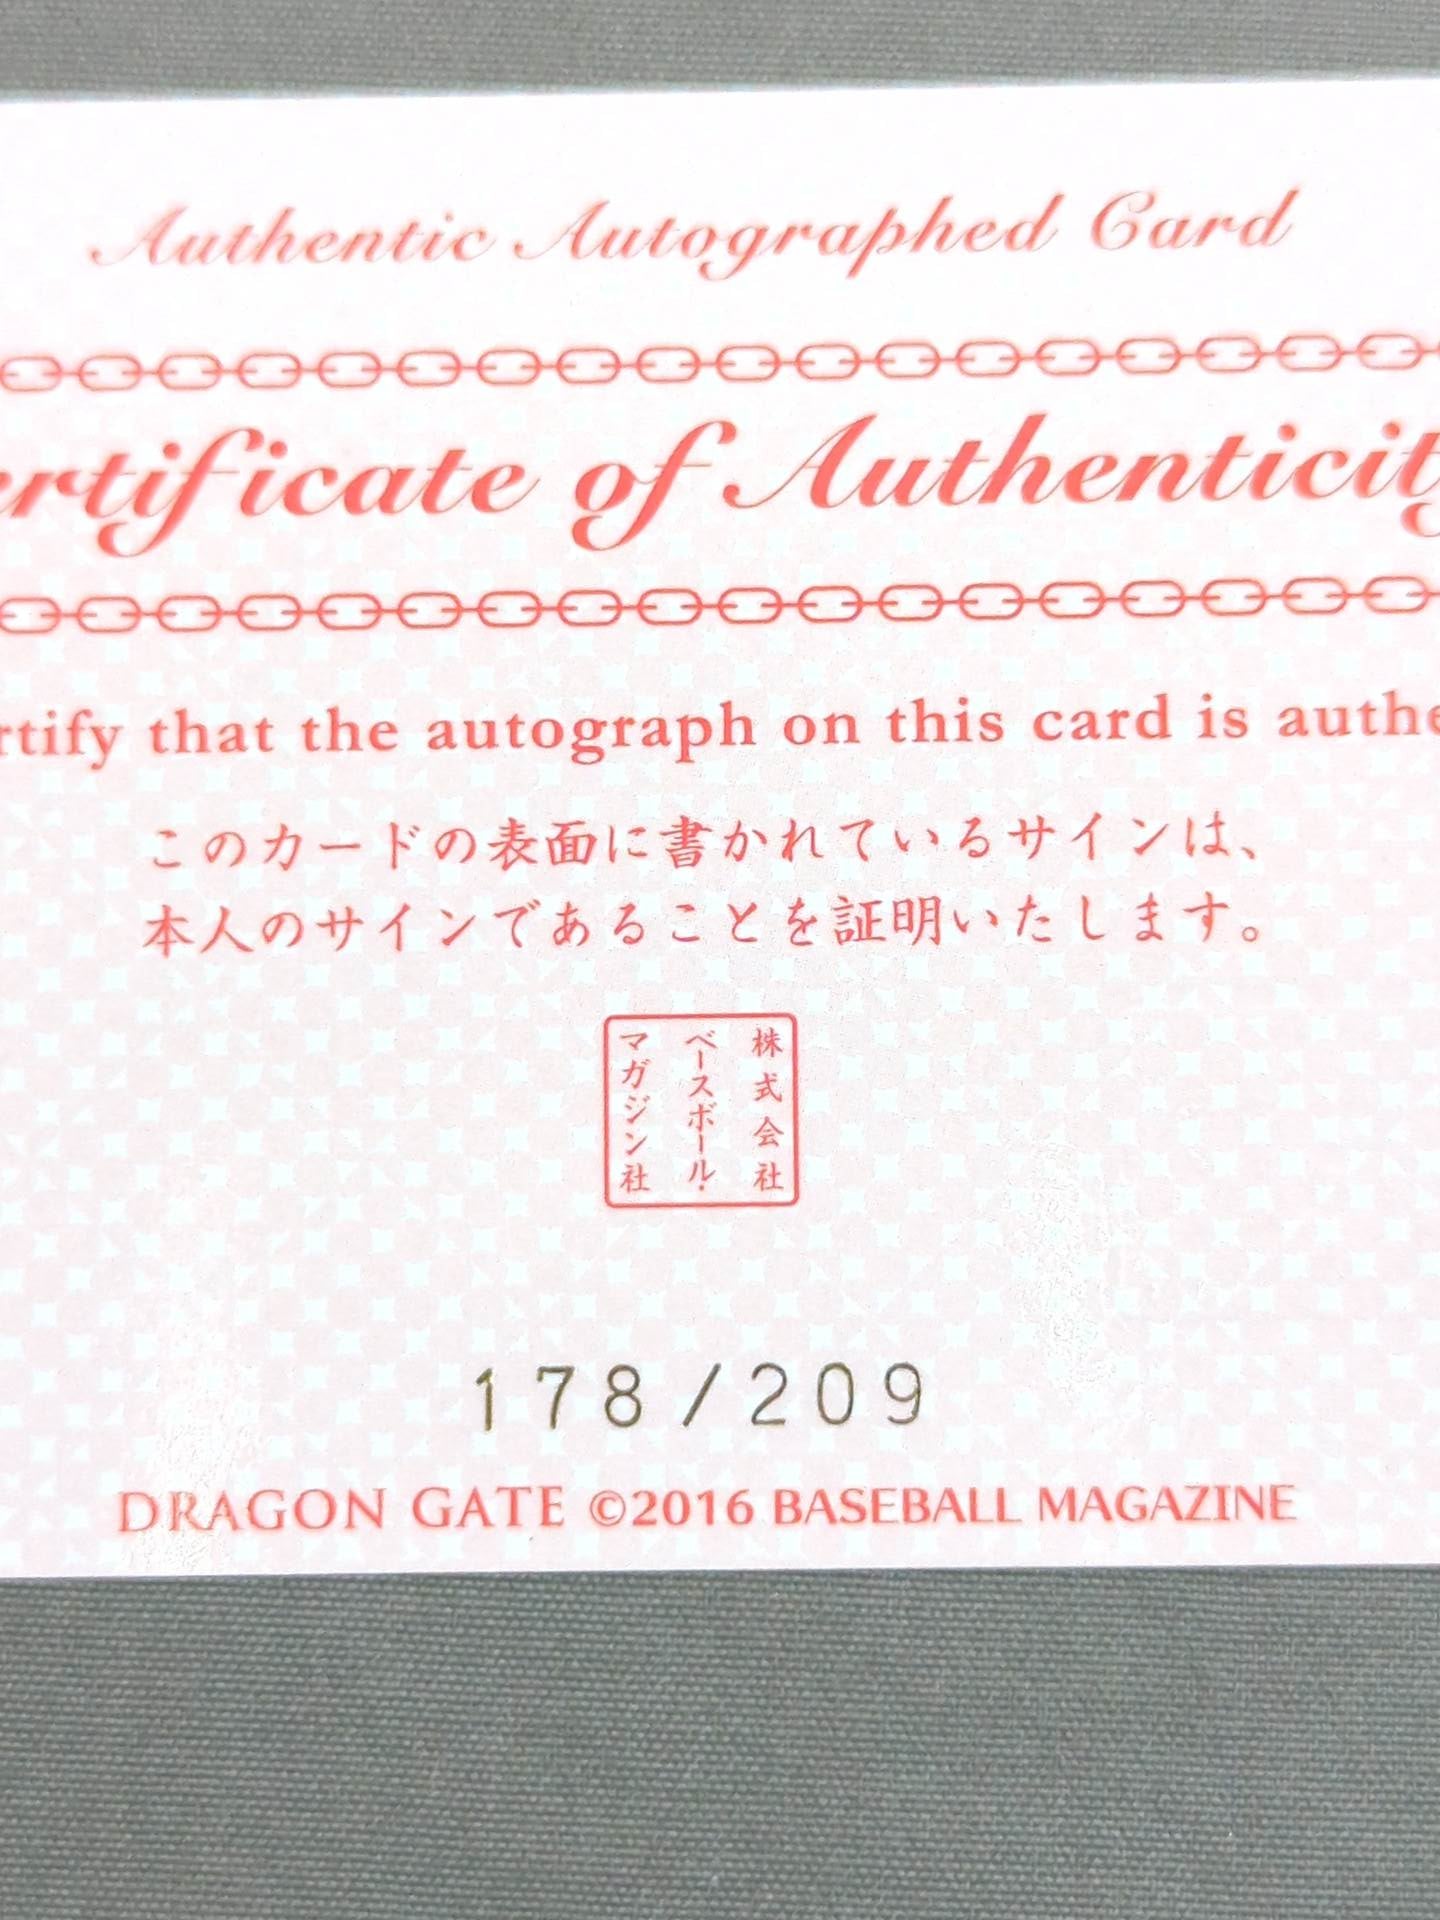 Authentic Autographed Card
ertificate of Authenticity
rtify that the autograph on this card is authe
このカードの表面に書かれているサインは、
本人のサインであることを証明いたします。
株式会社
ベースボール・
マガジン社
178/209
DRAGON GATE ©2016 BASEBALL MAGAZINE